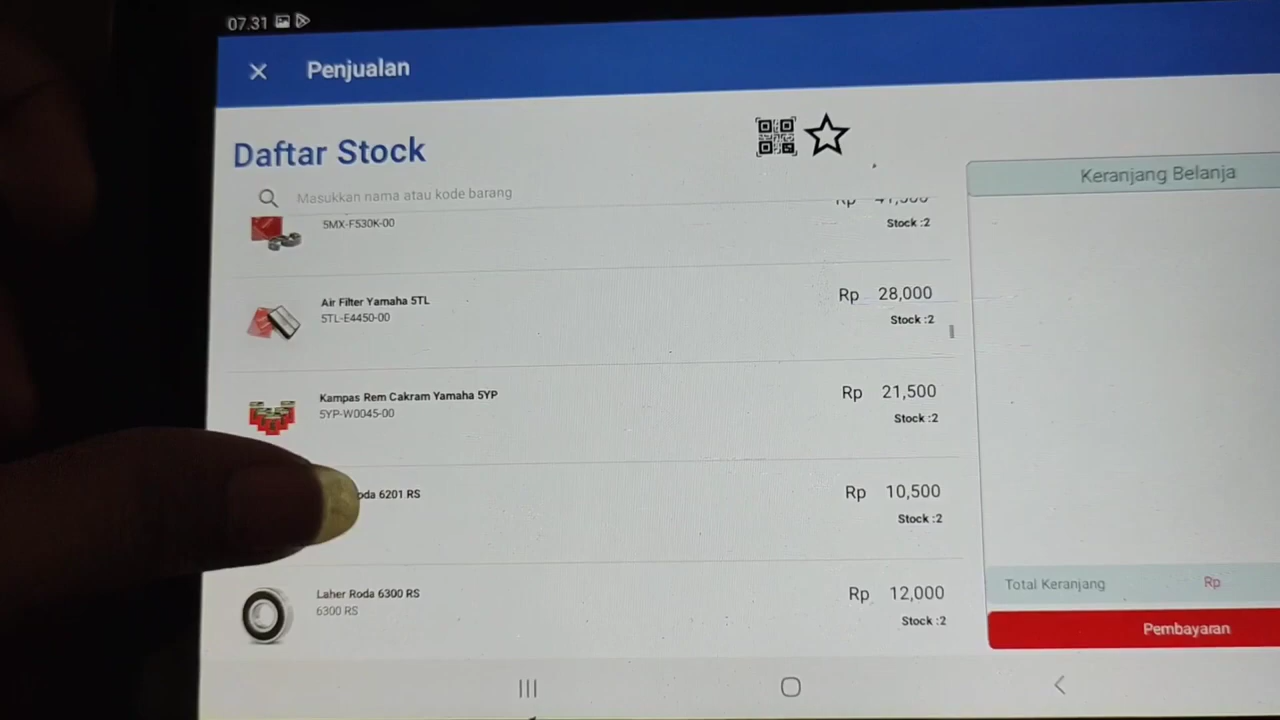 07.31
Penjualan
Daftar Stock
Masukkan nama atau kode barang
5MX-F530K-00
Stock :2
Air Filter Yamaha 5TL
5TL-E4450-00
Rp 28,000
Stock :2
Kampas Rem Cakram Yamaha 5YP
5YP-W0045-00
Rp 21,500
Stock :2
6201 RS
Rp 10,500
Stock :2
Laher Roda 6300 RS
6300 RS
Rp 12,000
Stock :2
Keranjang Belanja
Total Keranjang
Rp
Pembayaran